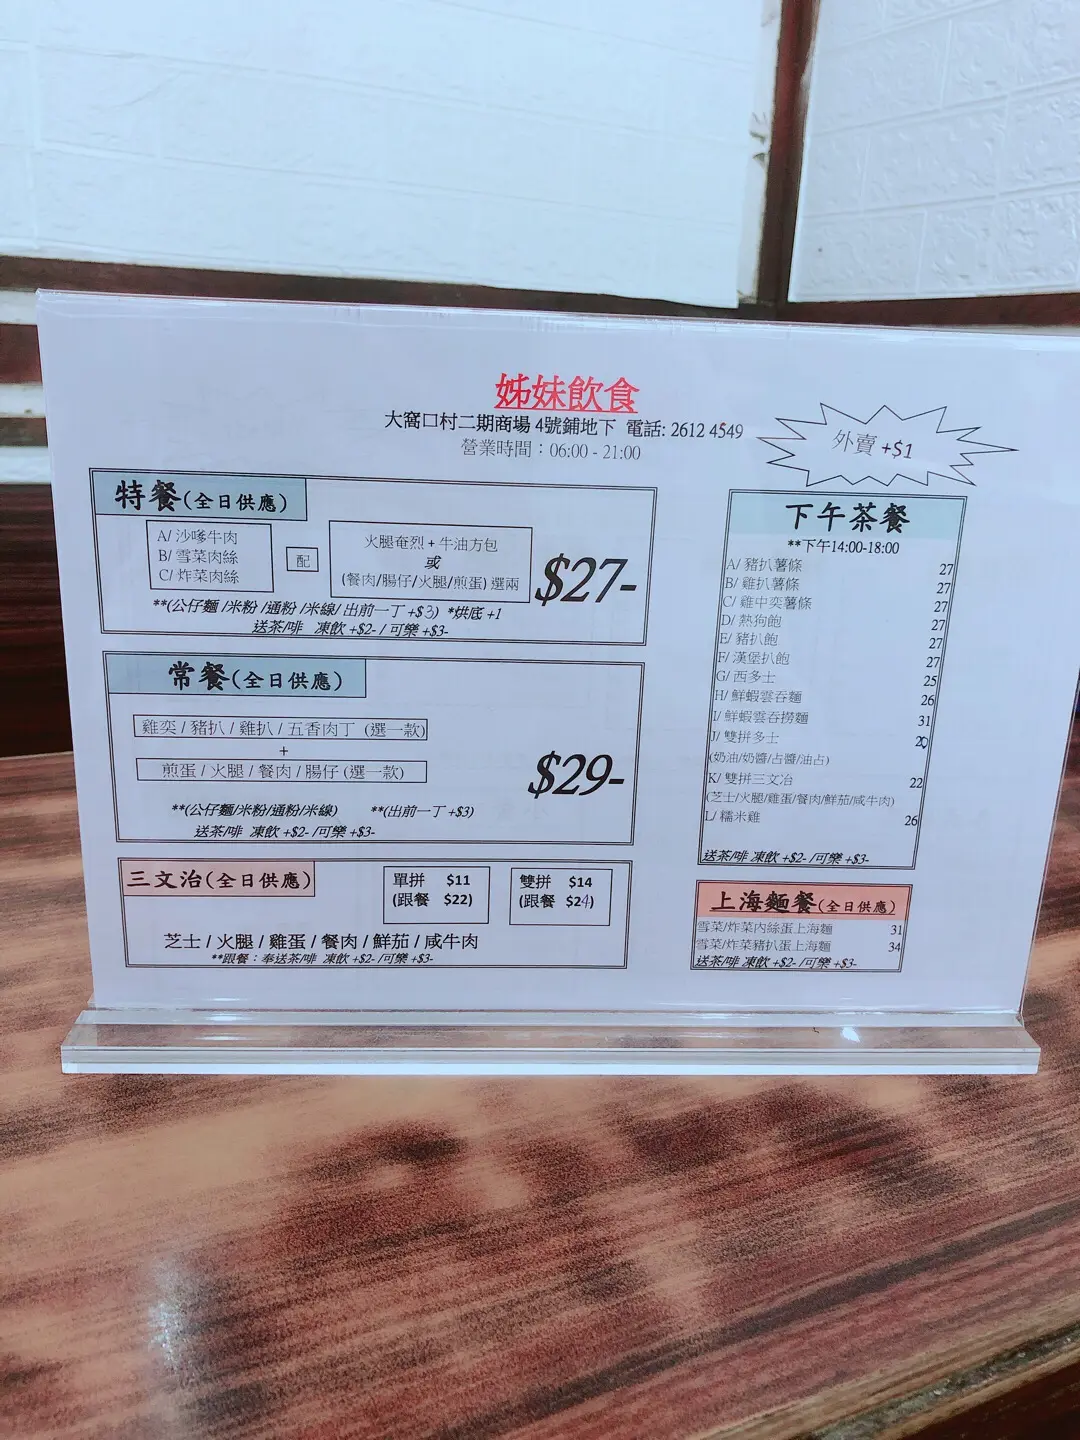 姊妹飲食
大窩口村二期商場 4號鋪地下 電話: 2612 4549
營業時間：06:00 - 21:00
外賣 +$1
特餐(全日供應)
A/ 沙嗲牛肉
B/ 雪菜肉絲
C/ 炸菜肉絲
配
火腿奄烈 + 牛油方包
或
(餐肉/腸仔/火腿/煎蛋) 選兩
$27-
**(公仔麵 /米粉 /通粉 /米線/ 出前一丁 +$3) *烘底 +1
送茶/啡 凍飲 +$2- / 可樂 +$3-
常餐(全日供應)
雞奕 / 豬扒 / 雞扒 / 五香肉丁 (選一款)
+
煎蛋 / 火腿 / 餐肉 / 腸仔 (選一款)
$29-
**(公仔麵/米粉/通粉/米線) **(出前一丁 +$3)
送茶/啡 凍飲 +$2- /可樂 +$3-
三文治(全日供應)
單拼 $11
(跟餐 $22)
雙拼 $14
(跟餐 $24)
芝士 / 火腿 / 雞蛋 / 餐肉 / 鮮茄 / 咸牛肉
**跟餐：奉送茶/啡 凍飲 +$2- /可樂 +$3-
下午茶餐
**下午14:00-18:00
A/ 豬扒薯條 27
B/ 雞扒薯條 27
C/ 雞中奕薯條 27
D/ 熱狗飽 27
E/ 豬扒飽 27
F/ 漢堡扒飽 27
G/ 西多士 25
H/ 鮮蝦雲吞麵 26
I/ 鮮蝦雲吞撈麵 31
J/ 雙拼多士 20
(奶油/奶醬/占醬/油占)
K/ 雙拼三文治 22
(芝士/火腿/雞蛋/餐肉/鮮茄/咸牛肉)
L/ 糯米雞 26
送茶/啡 凍飲 +$2- /可樂 +$3-
上海麵餐(全日供應)
雪菜/炸菜內絲蛋上海麵 31
雪菜/炸菜豬扒蛋上海麵 34
送茶/啡 凍飲 +$2- /可樂 +$3-